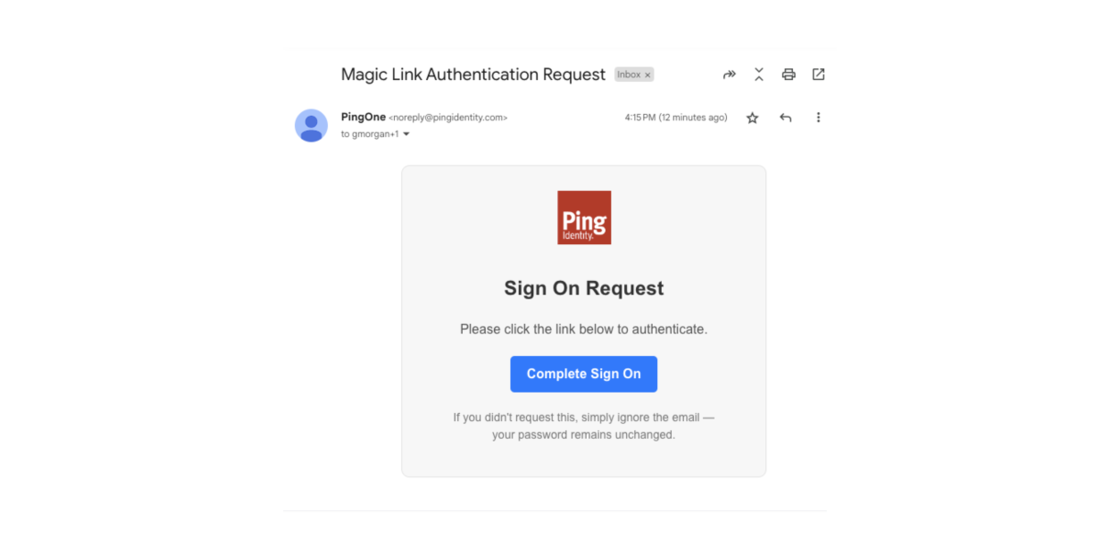 Magic Link Authentication Request Inbox ×
PingOne <noreply@pingidentity.com> 4:15 PM (12 minutes ago)
to gmorgan+1
Ping
Identity.
Sign On Request
Please click the link below to authenticate.
Complete Sign On
If you didn't request this, simply ignore the email —
your password remains unchanged.